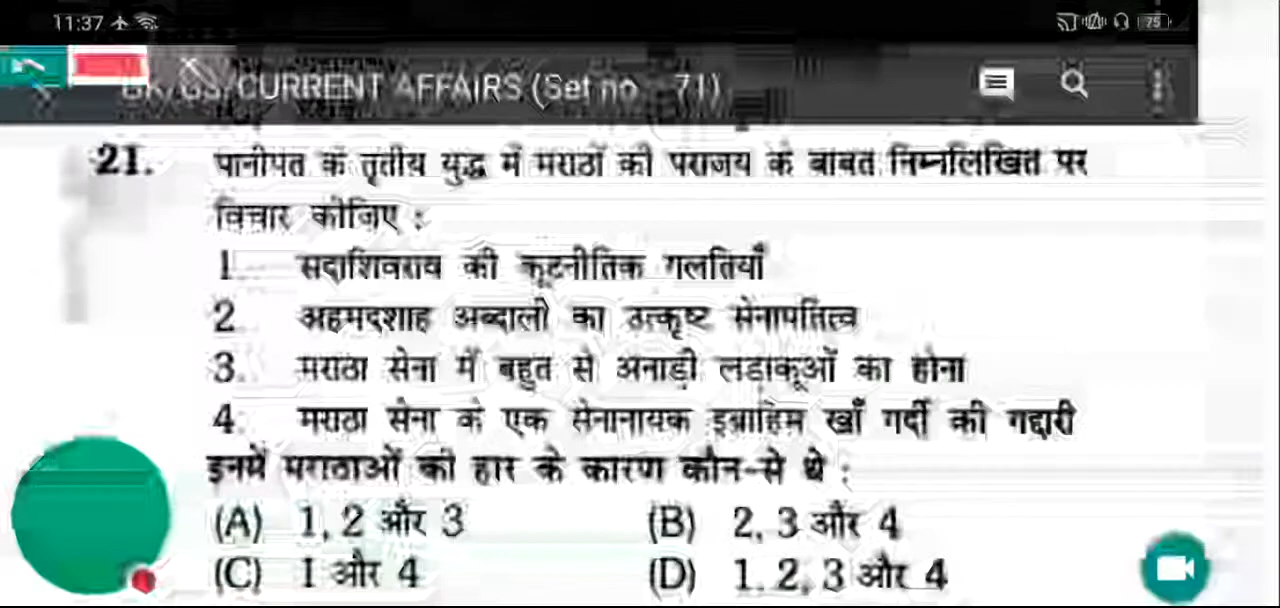 11:37
75
GK/GS/CURRENT AFFAIRS (Set no 71)
21. पानीपत के तृतीय युद्ध में मराठों की पराजय के बाबत निम्नलिखित पर
विचार कीजिए :
1. सदाशिवराव की कूटनीतिक गलतियाँ
2. अहमदशाह अब्दाली का उत्कृष्ट सेनापतित्व
3. मराठा सेना में बहुत से अनाड़ी लड़ाकूओं का होना
4. मराठा सेना के एक सेनानायक इब्राहिम खाँ गर्दी की गद्दारी
इनमें मराठाओं की हार के कारण कौन-से थे :
(A) 1, 2 और 3 (B) 2, 3 और 4
(C) 1 और 4 (D) 1, 2, 3 और 4